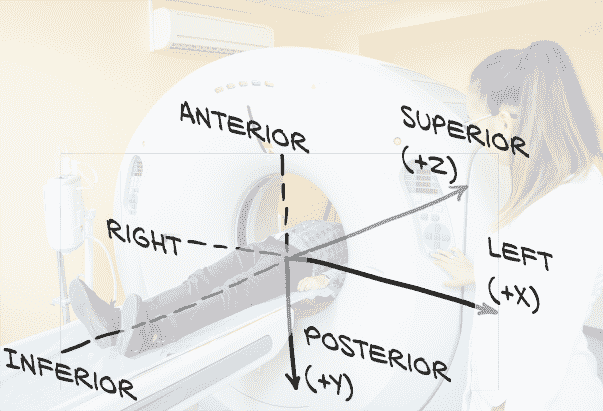 ANTERIOR
SUPERIOR
(+Z)
RIGHT
LEFT
(+X)
POSTERIOR
(+Y)
INFERIOR